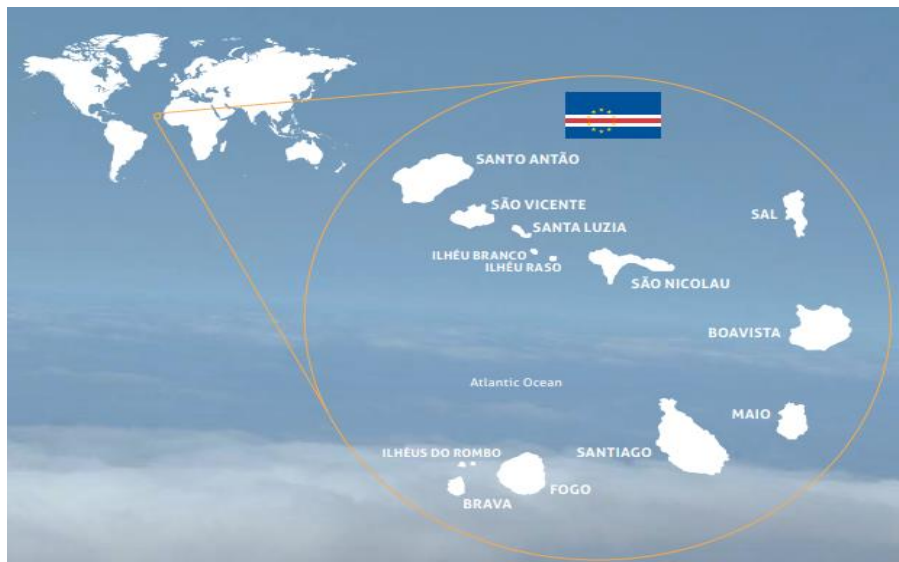 SANTO ANTÃO
SÃO VICENTE
SANTA LUZIA
SAL
ILHÉU BRANCO
ILHÉU RASO
SÃO NICOLAU
BOAVISTA
Atlantic Ocean
MAIO
SANTIAGO
ILHÉUS DO ROMBO
FOGO
BRAVA